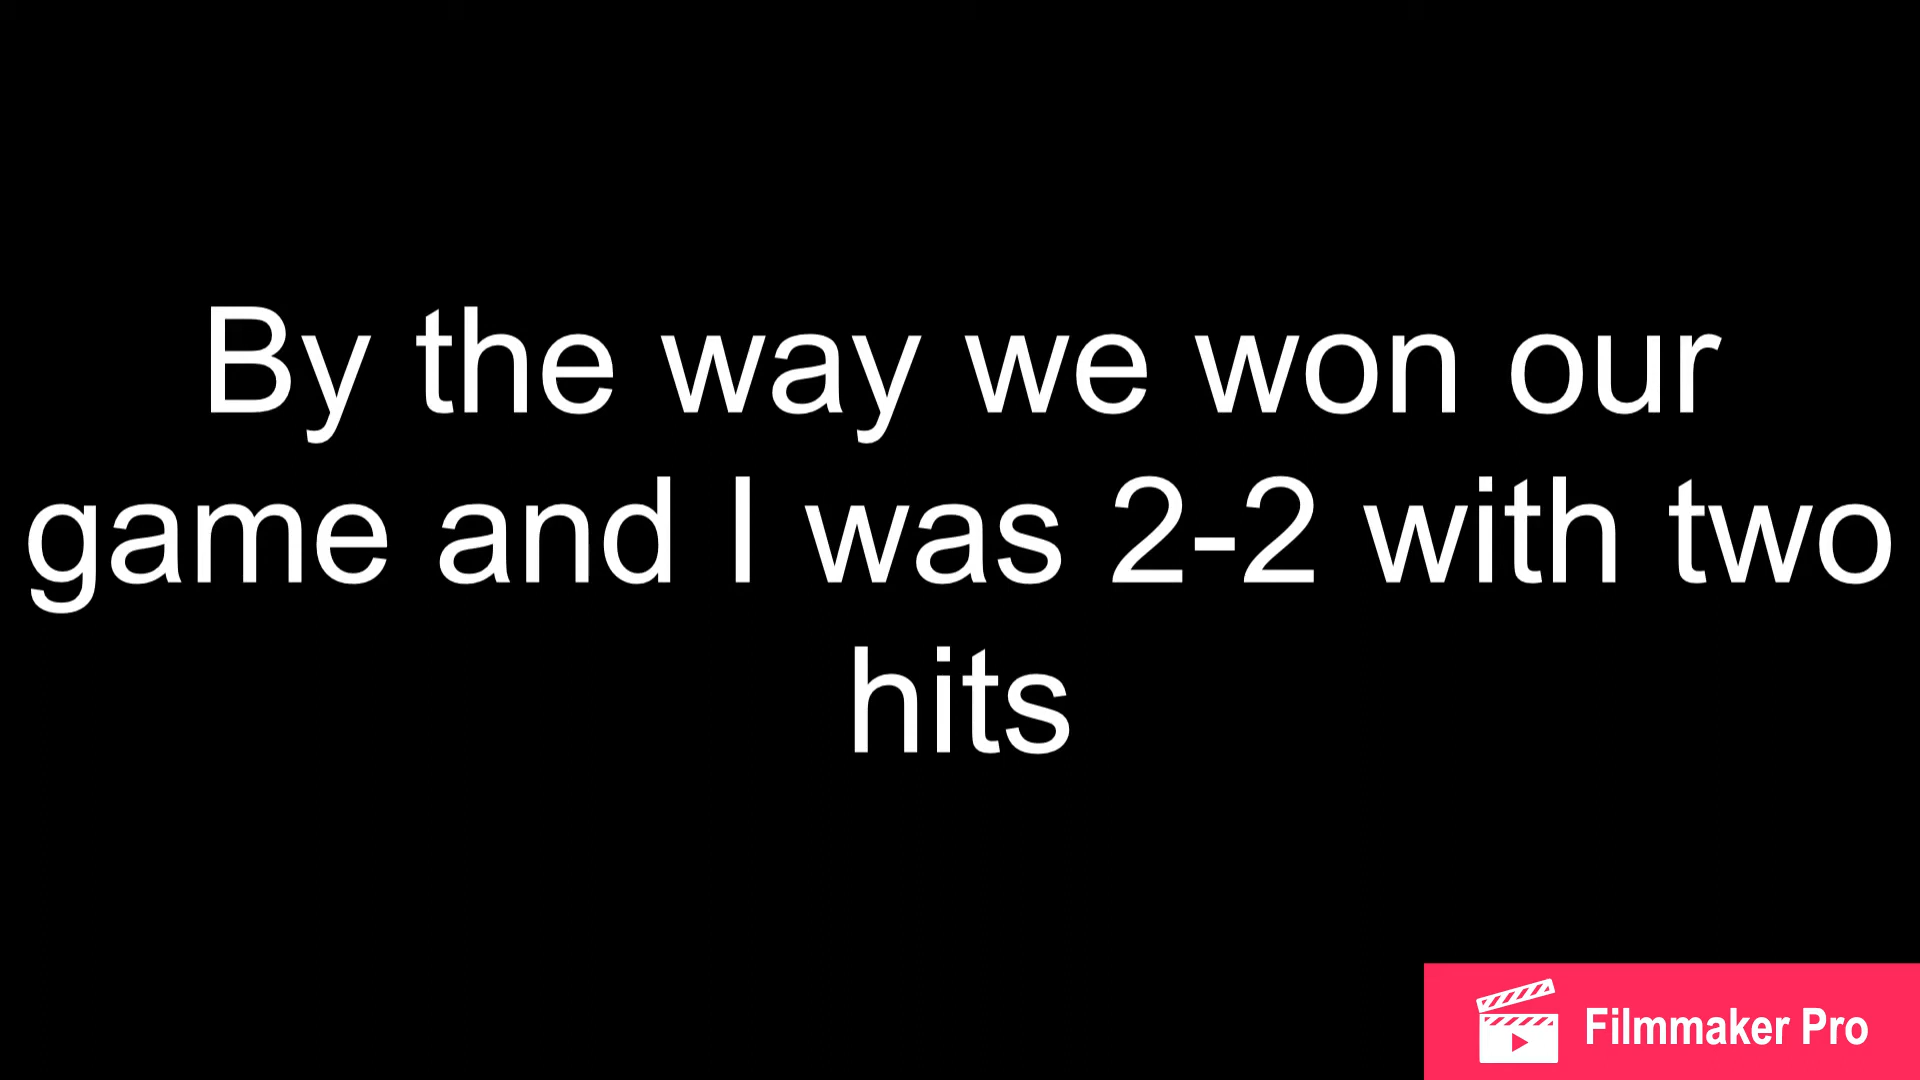 By the way we won our
game and I was 2-2 with two
hits
Filmmaker Pro